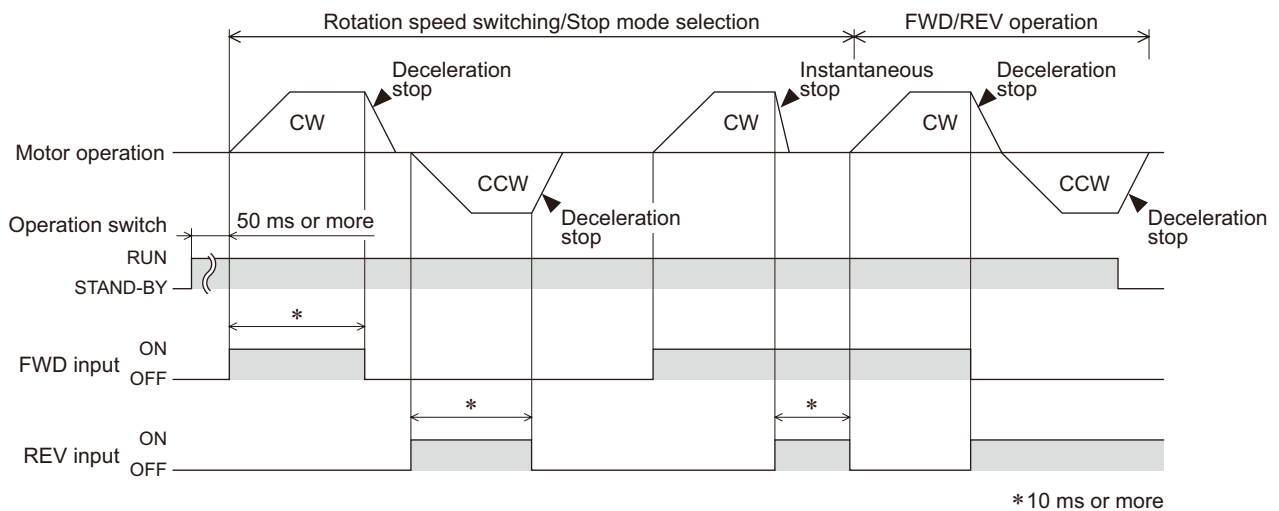 Rotation speed switching/Stop mode selection
FWD/REV operation
Deceleration
stop
Instantaneous
stop
Deceleration
stop
CW
CW
CW
Motor operation
CCW
CCW
Deceleration
stop
Deceleration
stop
Operation switch
50 ms or more
RUN
STAND-BY
*
FWD input
ON
OFF
*
*
REV input
ON
OFF
*10 ms or more